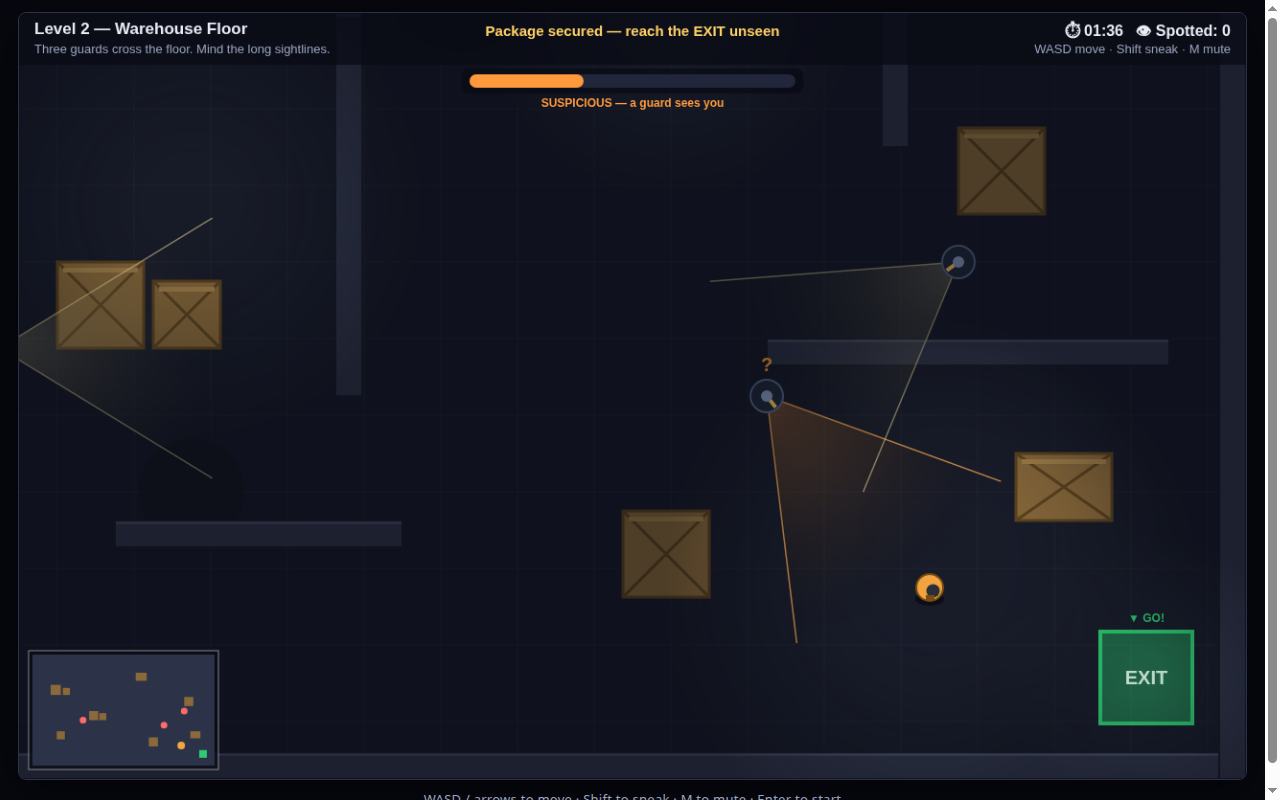 Level 2 — Warehouse Floor
Three guards cross the floor. Mind the long sightlines.
Package secured — reach the EXIT unseen
⏱ 01:36 👁 Spotted: 0
WASD move · Shift sneak · M mute
SUSPICIOUS — a guard sees you
?
▼ GO!
EXIT
WASD / arrows to move · Shift to sneak · M to mute · Enter to start